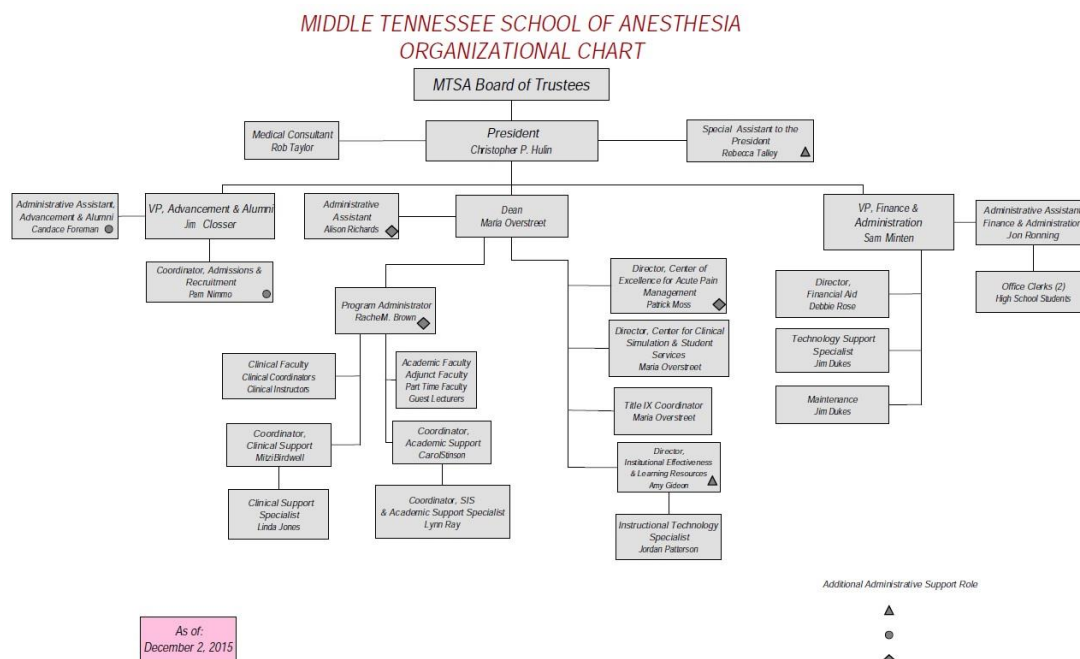 MIDDLE TENNESSEE SCHOOL OF ANESTHESIA
ORGANIZATIONAL CHART
MTSA Board of Trustees
Medical Consultant
Rob Taylor
President
Christopher P. Hulin
Special Assistant to the
President
Rebecca Talley
Administrative Assistant,
Advancement & Alumni
Candace Foreman
VP, Advancement & Alumni
Jim Closser
Administrative
Assistant
Alison Richards
Dean
Maria Overstreet
VP, Finance &
Administration
Sam Minten
Administrative Assistant
Finance & Administration
Jon Ronning
Coordinator, Admissions &
Recruitment
Pam Nimmo
Program Administrator
RachelM. Brown
Director, Center of
Excellence for Acute Pain
Management
Patrick Moss
Director,
Financial Aid
Debbie Rose
Office Clerks (2)
High School Students
Clinical Faculty
Clinical Coordinators
Clinical Instructors
Academic Faculty
Adjunct Faculty
Part Time Faculty
Guest Lecturers
Director, Center for Clinical
Simulation & Student
Services
Maria Overstreet
Technology Support
Specialist
Jim Dukes
Title IX Coordinator
Maria Overstreet
Maintenance
Jim Dukes
Coordinator,
Clinical Support
MitziBirdwell
Coordinator,
Academic Support
CarolStinson
Director,
Institutional Effectiveness
& Learning Resources
Amy Gideon
Clinical Support
Specialist
Linda Jones
Coordinator, SIS
& Academic Support Specialist
Lynn Ray
Instructional Technology
Specialist
Jordan Patterson
Additional Administrative Support Role
As of:
December 2, 2015